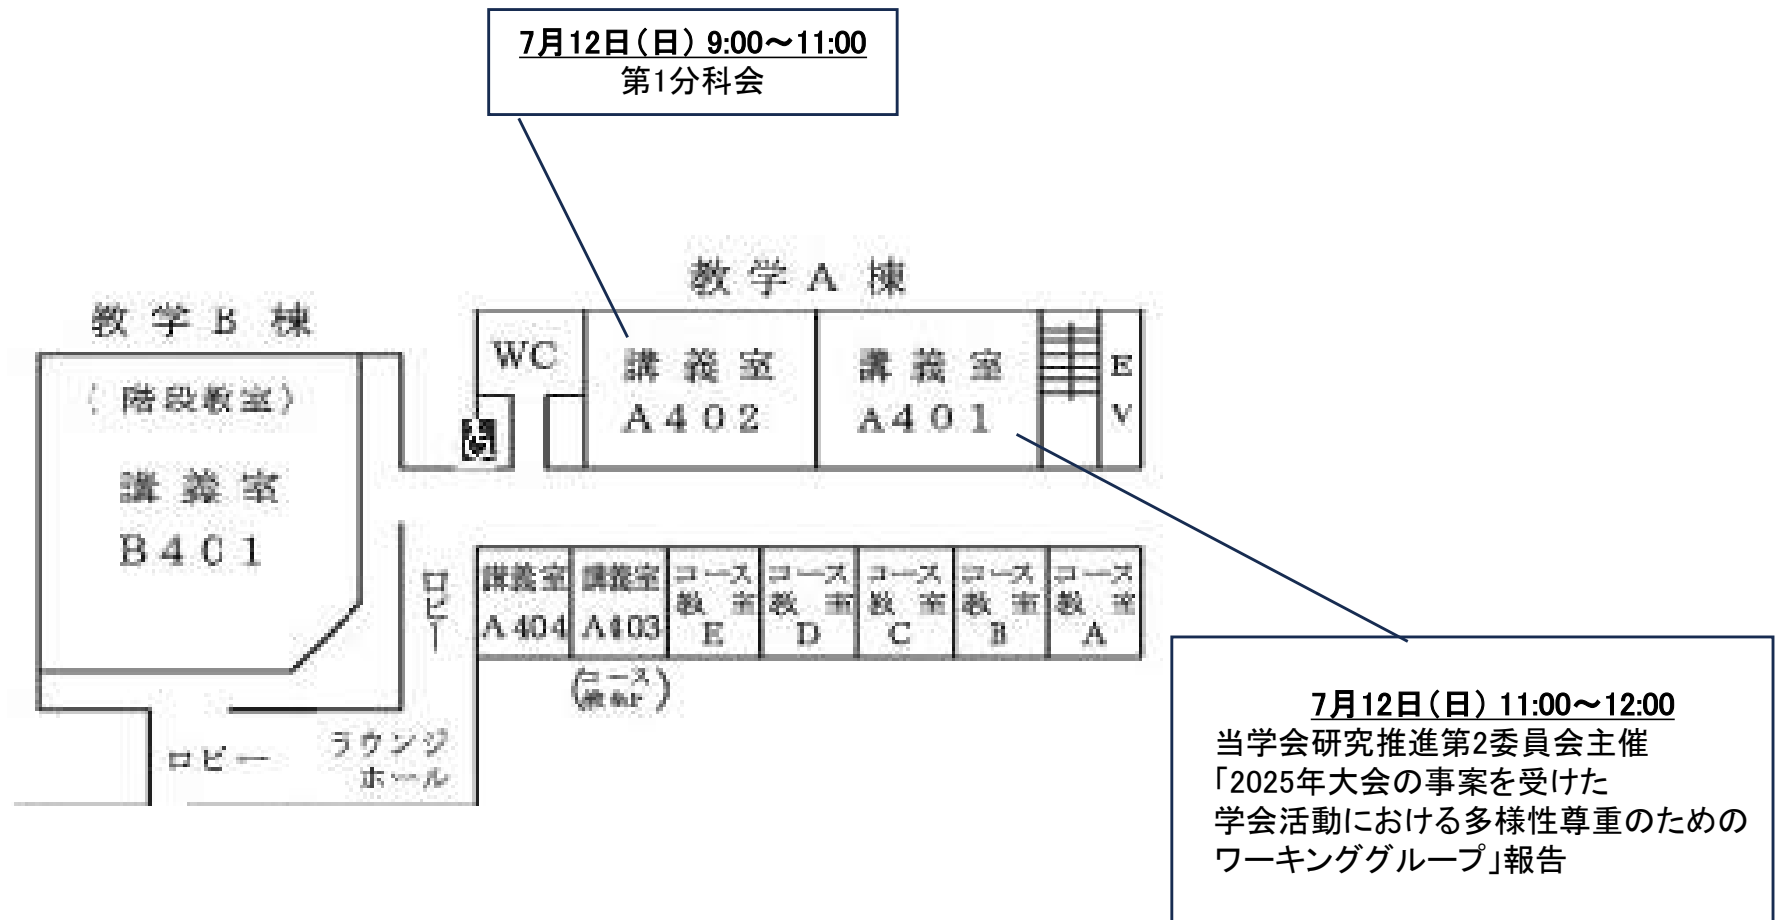 7月12日（日） 9:00～11:00
第1分科会
教学A棟
教学B棟
WC
講義室
A402
講義室
A401
EV
（階段教室）
講義室
B401
ロビー
講義室
A404
講義室
A403
コース
教室
E
コース
教室
D
コース
教室
C
コース
教室
B
コース
教室
A
（コース
教室F）
ロビー
ラウンジ
ホール
7月12日（日） 11:00～12:00
当学会研究推進第2委員会主催
「2025年大会の事案を受けた
学会活動における多様性尊重のための
ワーキンググループ」報告